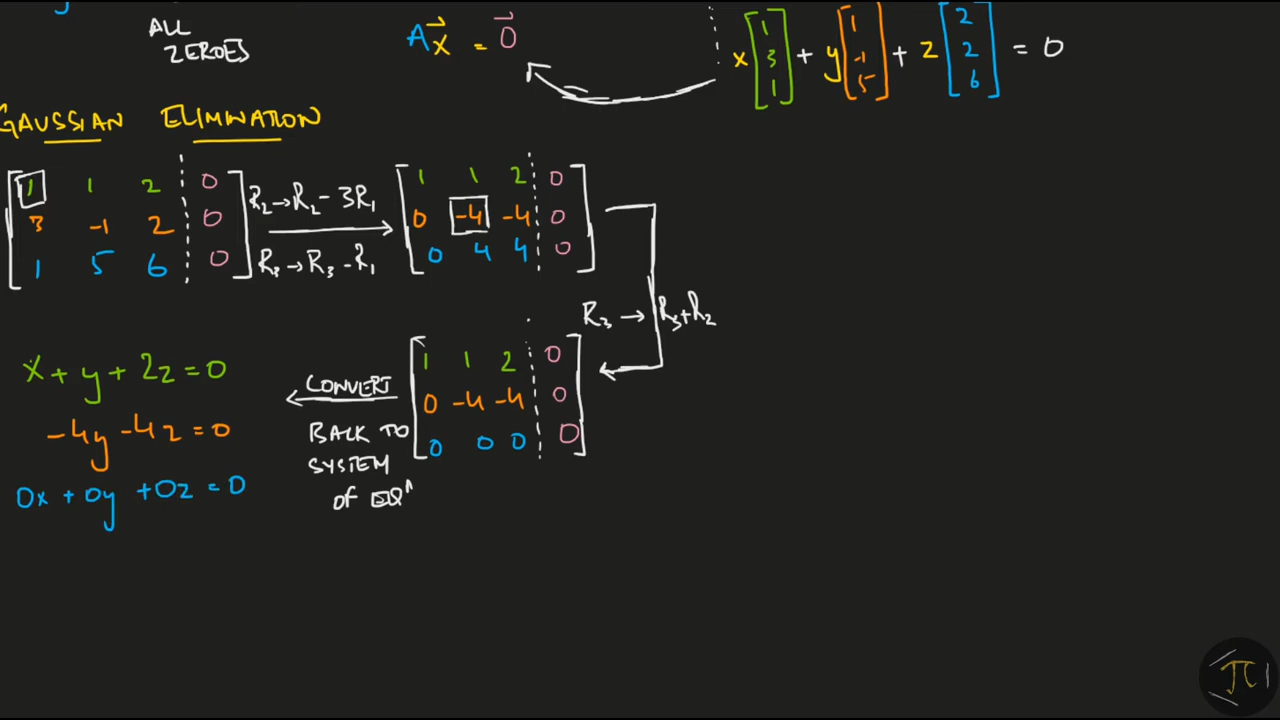 ALL
ZEROES
Ax⃗ = 0⃗
x [1 3 1] + y [1 -1 5] + z [2 2 6] = 0
GAUSSIAN ELIMINATION
1 1 2 0
3 -1 2 0
1 5 6 0
R₂→R₂-3R₁
R₃→R₃-R₁
1 1 2 0
0 -4 -4 0
0 4 4 0
R₃→R₃+R₂
1 1 2 0
0 -4 -4 0
0 0 0 0
CONVERT
BACK TO
SYSTEM
of EQⁿ
x + y + 2z = 0
-4y -4z = 0
0x + 0y + 0z = 0